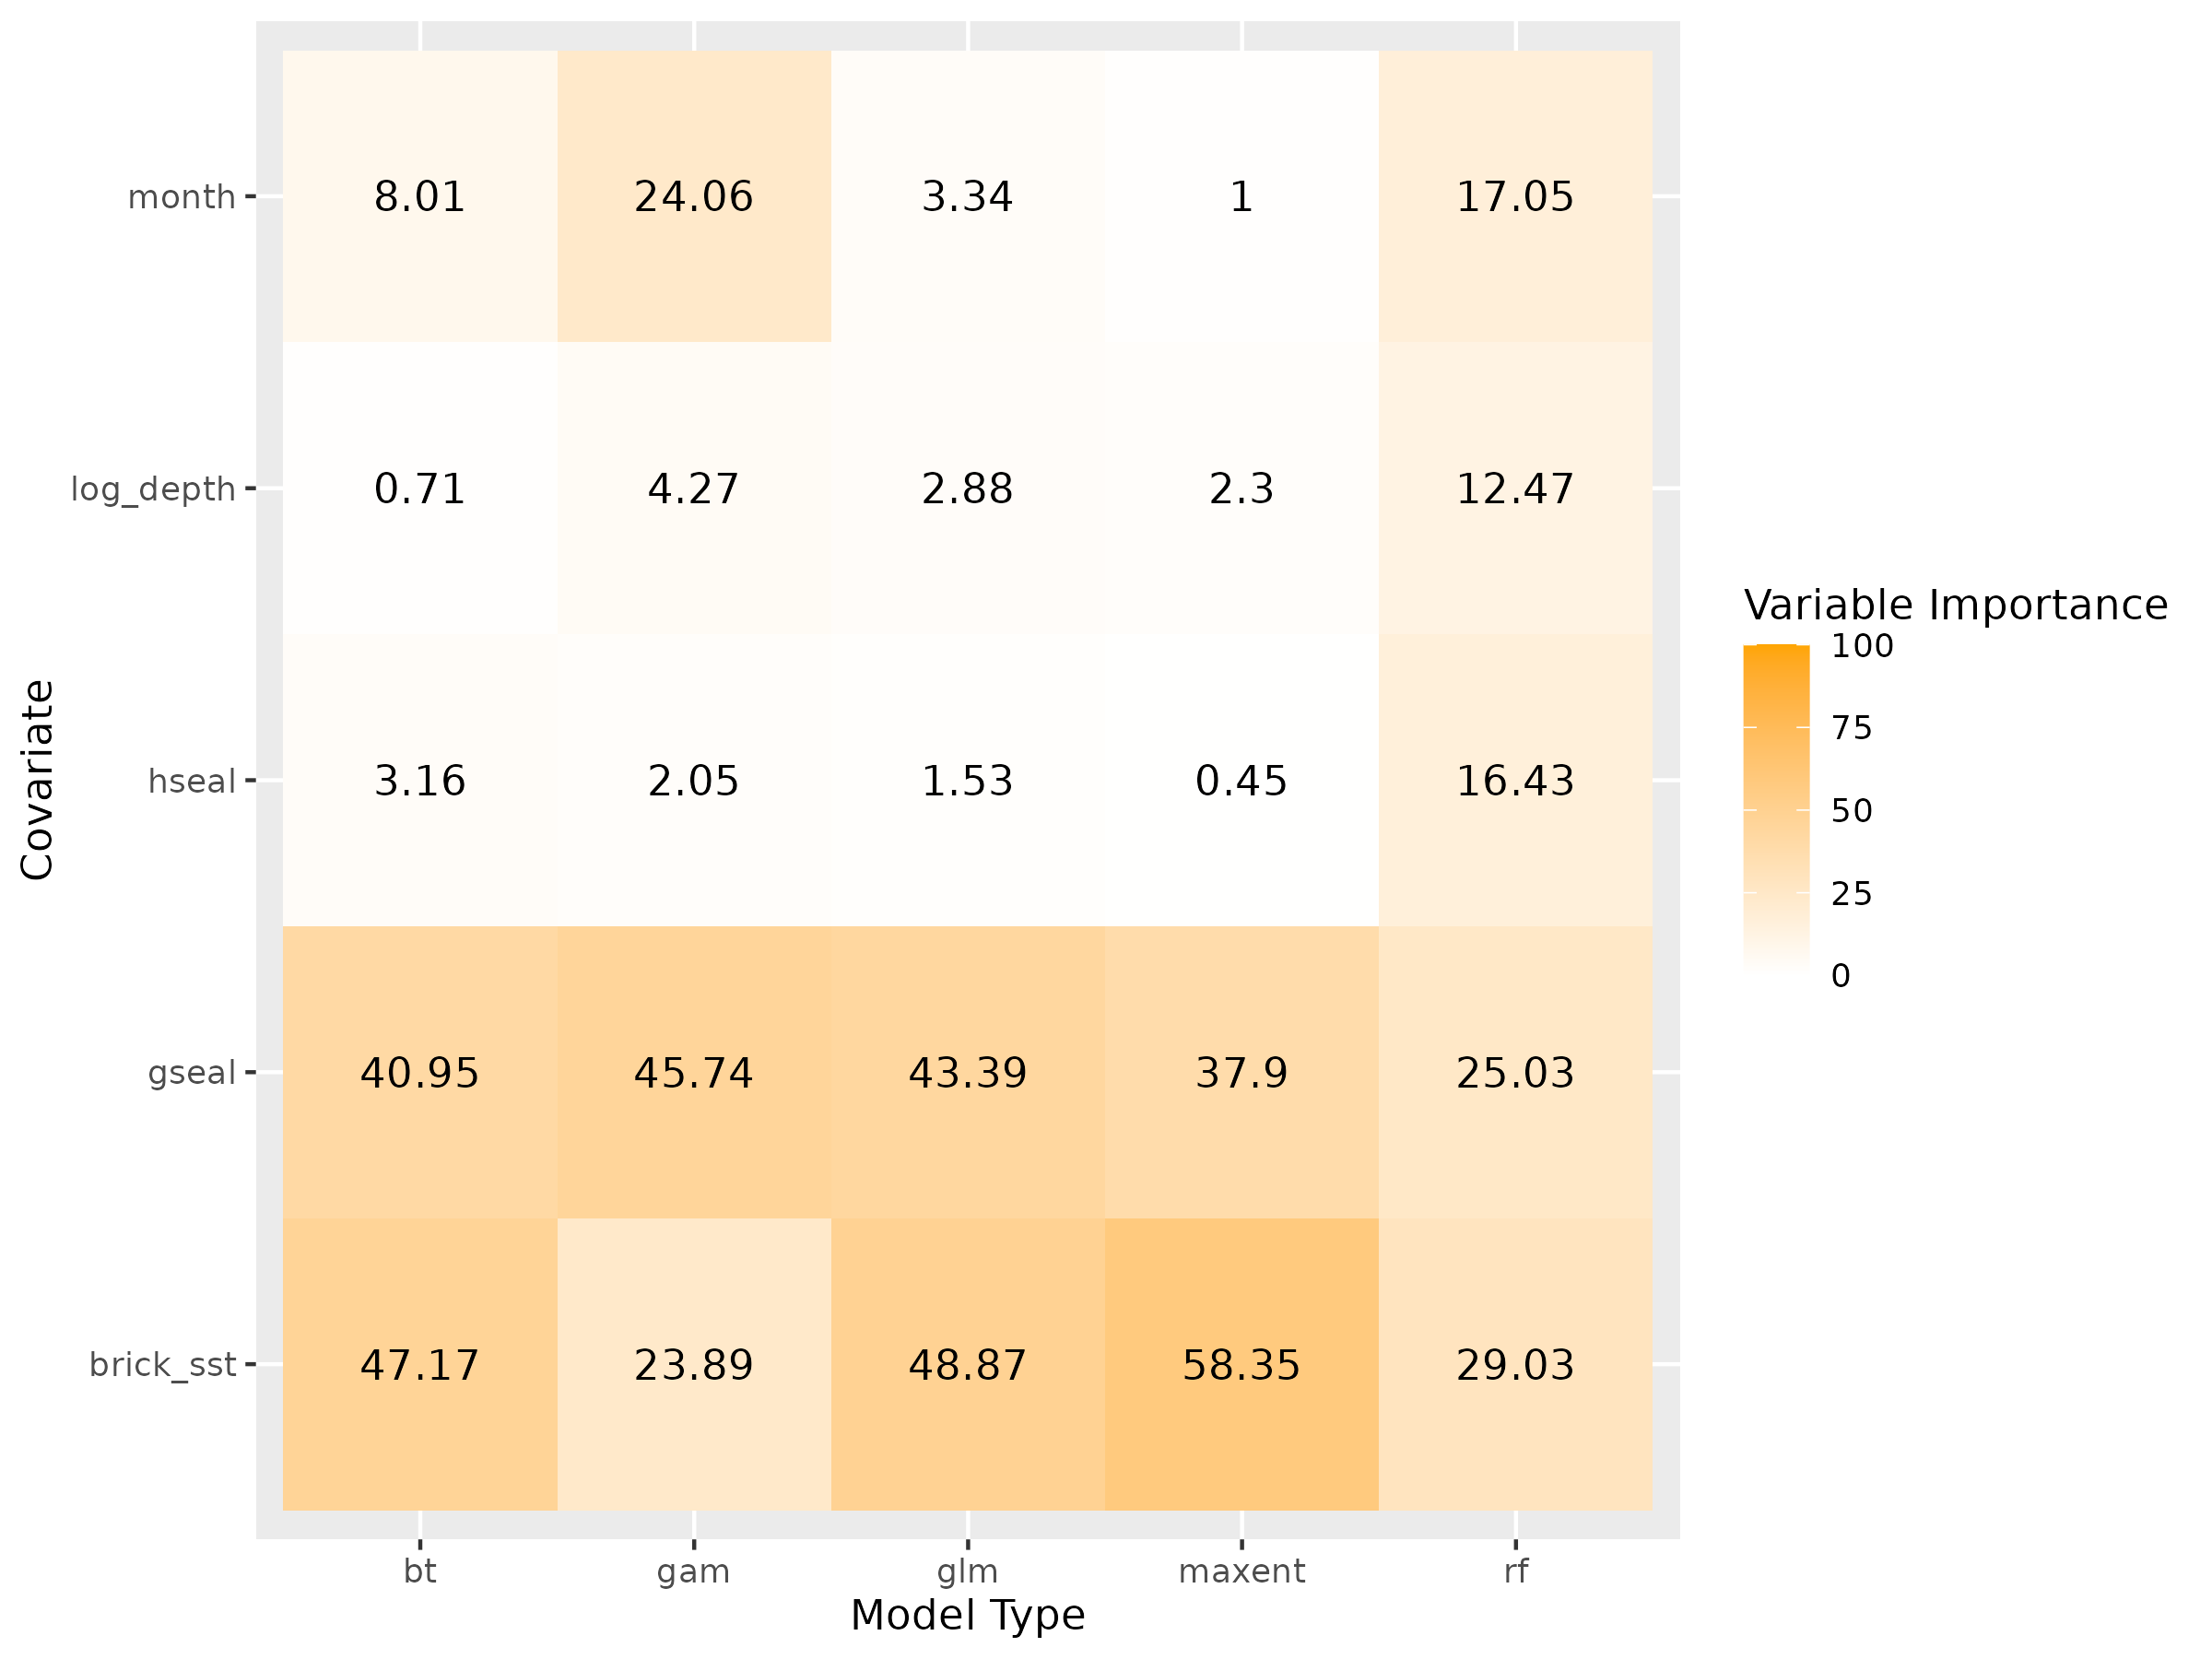 month
8.01
24.06
3.34
1
17.05
log_depth
0.71
4.27
2.88
2.3
12.47
hseal
3.16
2.05
1.53
0.45
16.43
gseal
40.95
45.74
43.39
37.9
25.03
brick_sst
47.17
23.89
48.87
58.35
29.03
bt
gam
glm
maxent
rf
Model Type
Covariate
Variable Importance
100
75
50
25
0